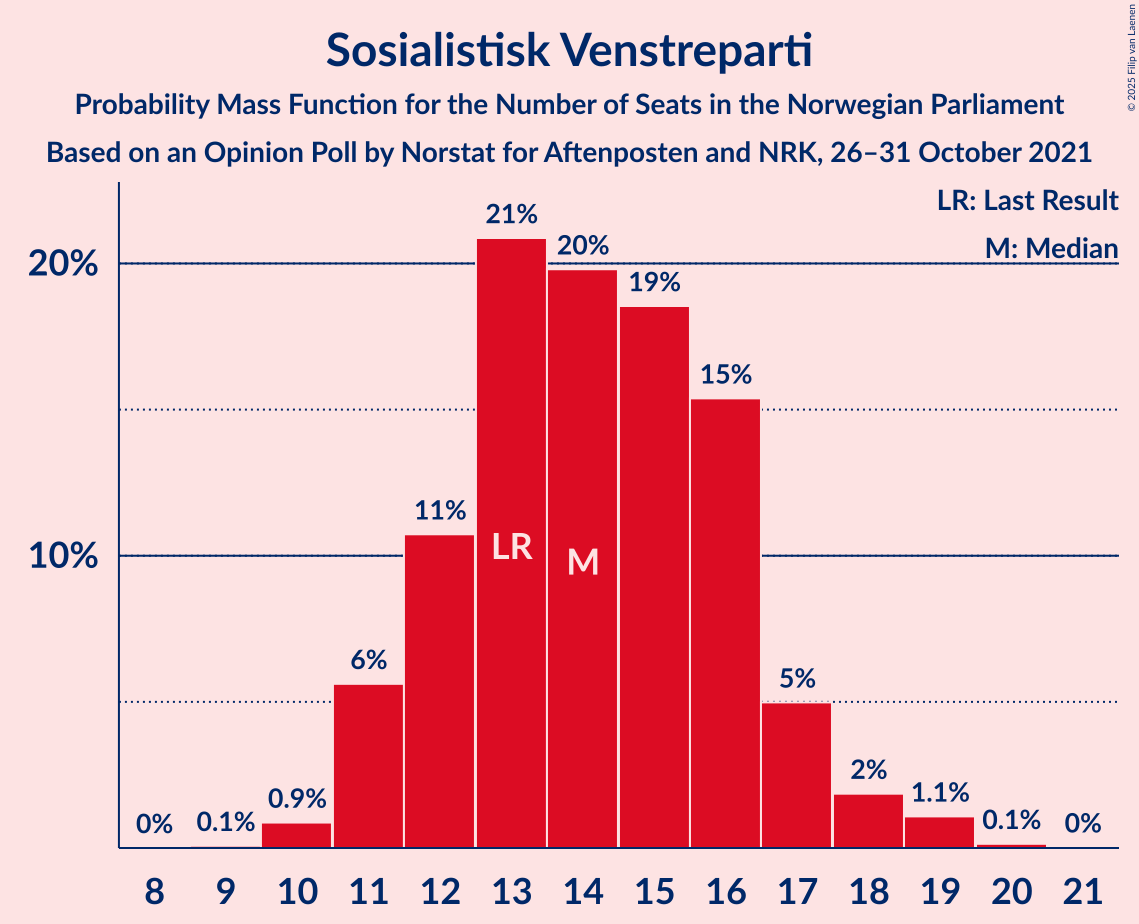 © 2025 Filip van Laenen
Sosialistisk Venstreparti
Probability Mass Function for the Number of Seats in the Norwegian Parliament
Based on an Opinion Poll by Norstat for Aftenposten and NRK, 26–31 October 2021
LR: Last Result
M: Median
20%
10%
0%
0.1%
0.9%
6%
11%
21%
20%
19%
15%
5%
2%
1.1%
0.1%
0%
LR
M
8 9 10 11 12 13 14 15 16 17 18 19 20 21